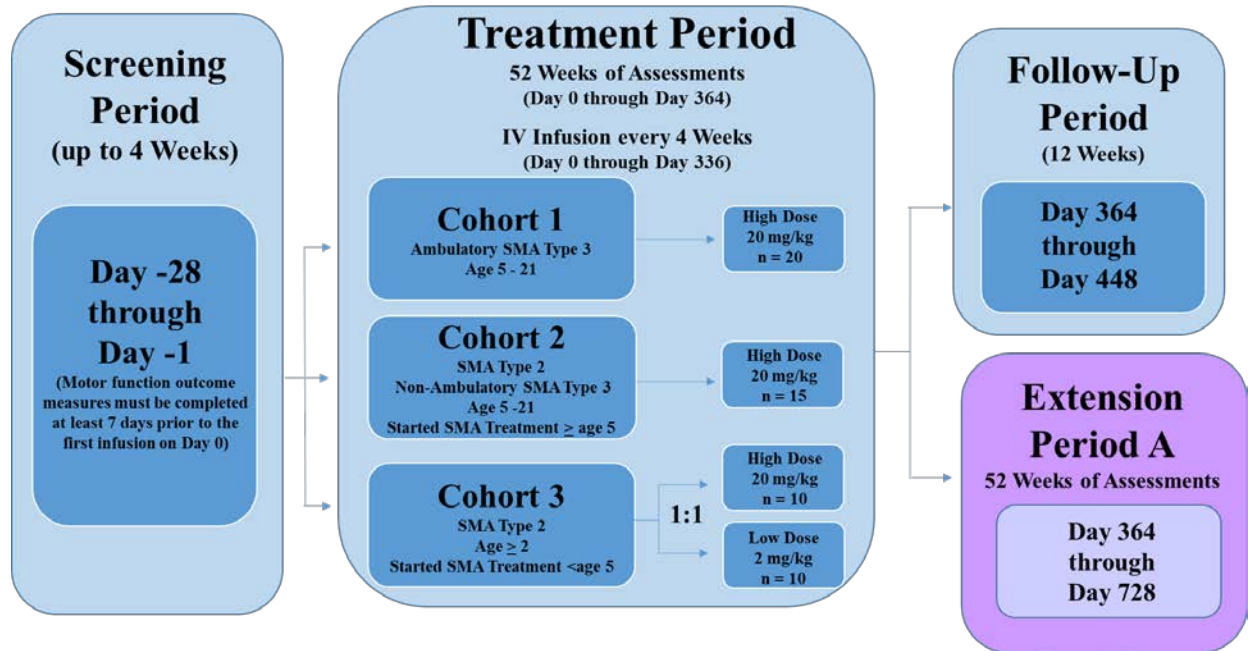 Screening
Period
(up to 4 Weeks)
Day -28
through
Day -1
(Motor function outcome
measures must be completed
at least 7 days prior to the
first infusion on Day 0)
Treatment Period
52 Weeks of Assessments
(Day 0 through Day 364)
IV Infusion every 4 Weeks
(Day 0 through Day 336)
Cohort 1
Ambulatory SMA Type 3
Age 5 - 21
High Dose
20 mg/kg
n = 20
Cohort 2
SMA Type 2
Non-Ambulatory SMA Type 3
Age 5 -21
Started SMA Treatment ≥ age 5
High Dose
20 mg/kg
n = 15
Cohort 3
SMA Type 2
Age ≥ 2
Started SMA Treatment <age 5
1:1
High Dose
20 mg/kg
n = 10
Low Dose
2 mg/kg
n = 10
Follow-Up
Period
(12 Weeks)
Day 364
through
Day 448
Extension
Period A
52 Weeks of Assessments
Day 364
through
Day 728